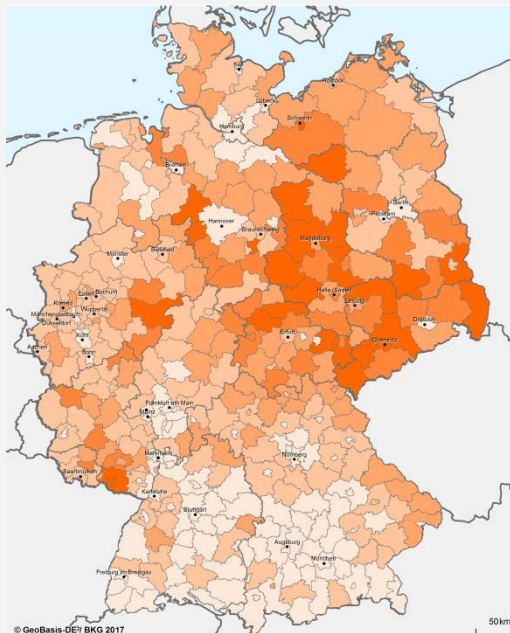 Kiel
Rostock
Lübeck
Schwerin
Hamburg
Bremen
Berlin
Potsdam
Hannover
Braunschweig
Magdeburg
Münster
Bielefeld
Halle (Saale)
Leipzig
Essen
Bochum
Krefeld
Wuppertal
Mönchengladbach
Düsseldorf
Köln
Dresden
Erfurt
Chemnitz
Aachen
Bonn
Frankfurt am Main
Mainz
Mannheim
Nürnberg
Saarbrücken
Karlsruhe
Stuttgart
Augsburg
München
Freiburg im Breisgau
50km
© GeoBasis-DE/ BKG 2017